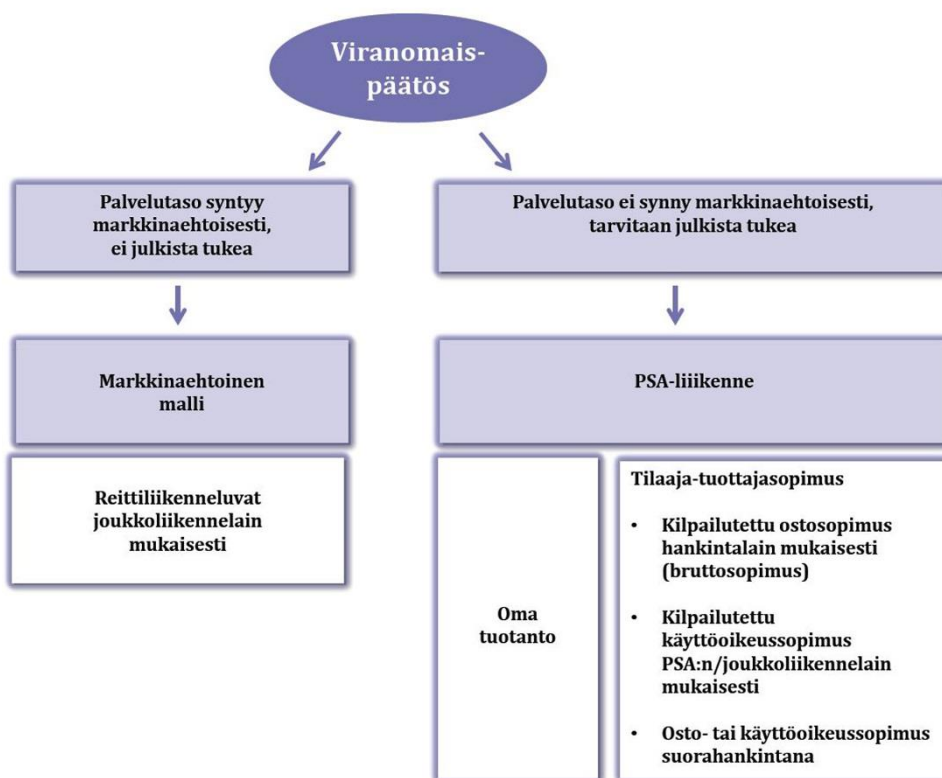 Viranomais-
päätös
Palvelutaso syntyy
markkinaehtoisesti,
ei julkista tukea
Palvelutaso ei synny markkinaehtoisesti,
tarvitaan julkista tukea
Markkinaehtoinen
malli
PSA-liiikenne
Reittiliikenneluvat
joukkoliikennelain
mukaisesti
Oma
tuotanto
Tilaaja-tuottajasopimus
• Kilpailutettu ostosopimus
hankintalain mukaisesti
(bruttosopimus)
• Kilpailutettu
käyttöoikeussopimus
PSA:n/joukkoliikennelain
mukaisesti
• Osto- tai käyttöoikeussopimus
suorahankintana